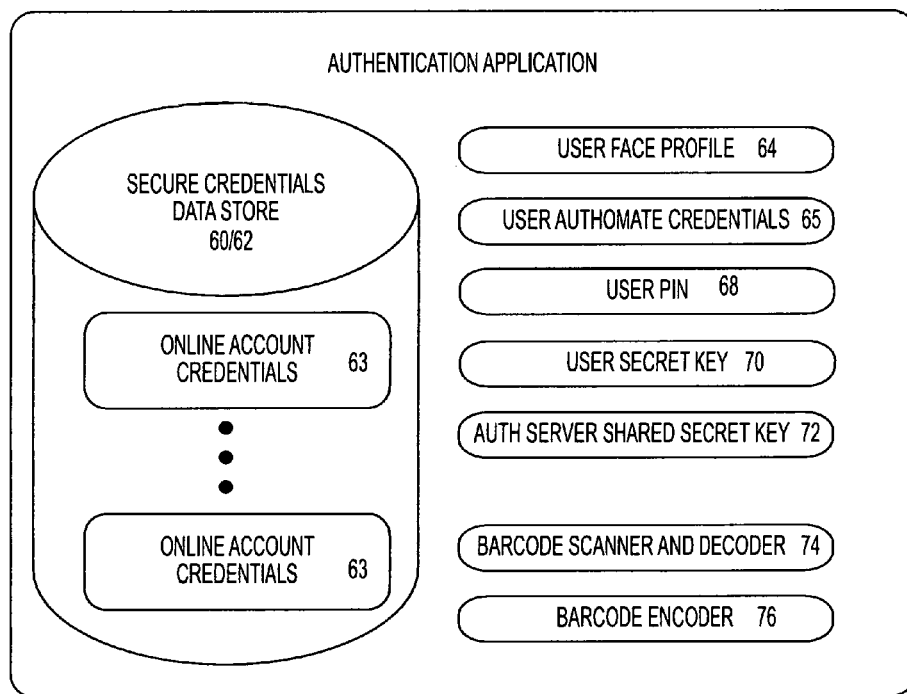 AUTHENTICATION APPLICATION
SECURE CREDENTIALS
DATA STORE
60/62
ONLINE ACCOUNT
CREDENTIALS 63
ONLINE ACCOUNT
CREDENTIALS 63
USER FACE PROFILE 64
USER AUTHOMATE CREDENTIALS 65
USER PIN 68
USER SECRET KEY 70
AUTH SERVER SHARED SECRET KEY 72
BARCODE SCANNER AND DECODER 74
BARCODE ENCODER 76